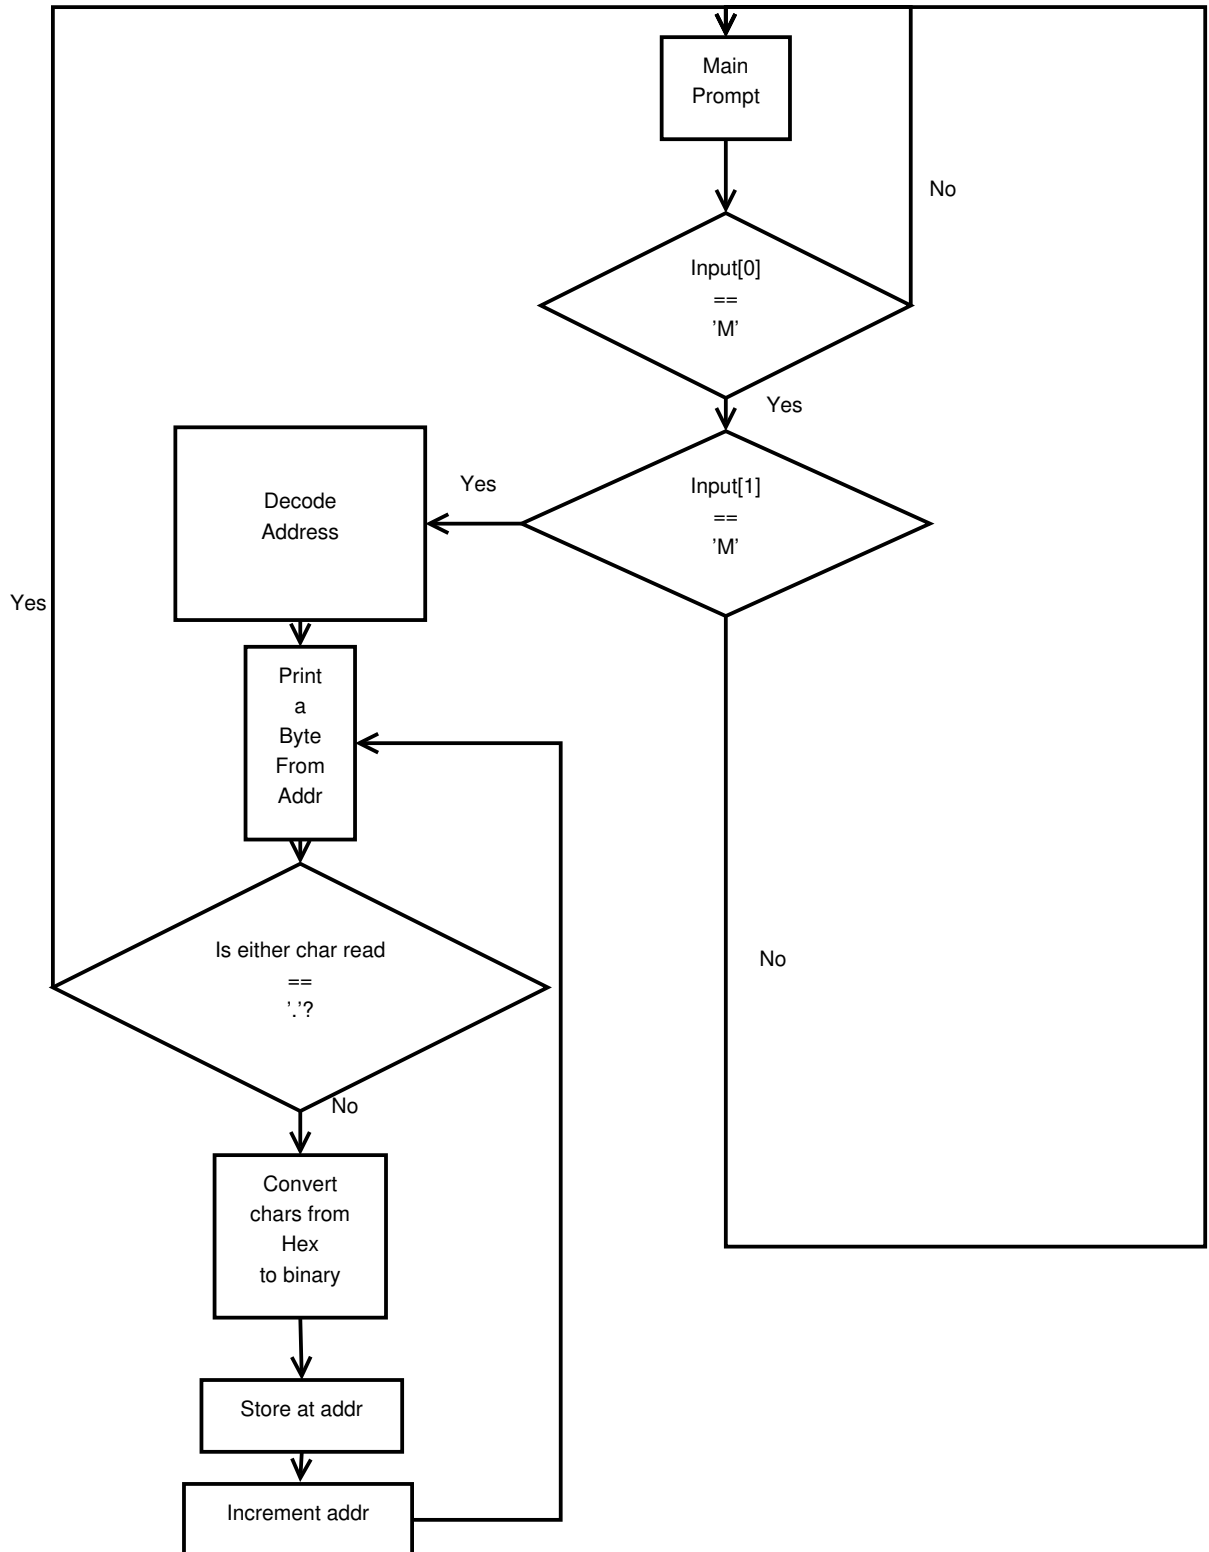 Main
Prompt
No
Input[0]
==
’M’
Yes
Input[1]
==
’M’
Yes
Decode
Address
Yes
Print
a
Byte
From
Addr
Is either char read
==
’.’?
No
No
Convert
chars from
Hex
to binary
Store at addr
Increment addr